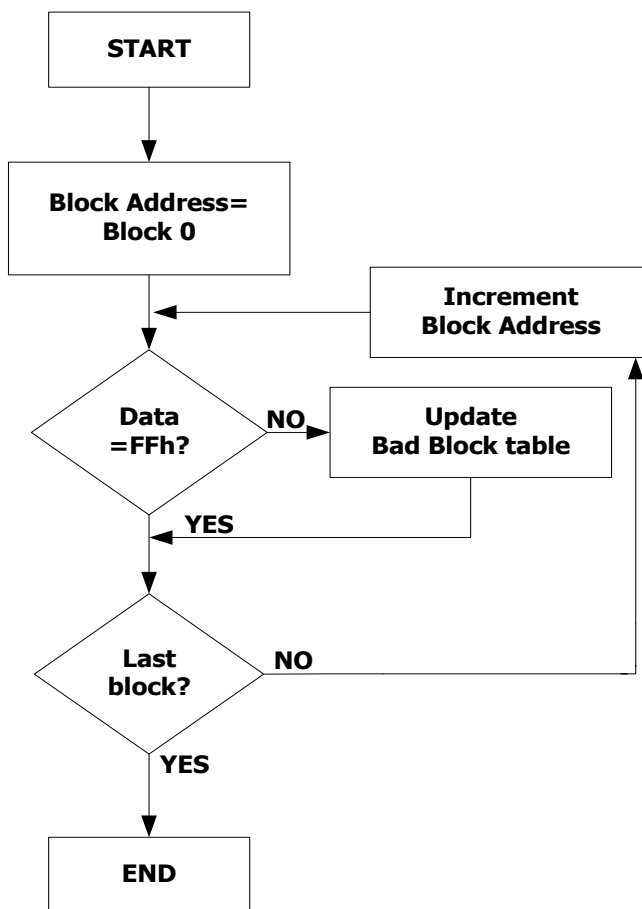 START
Block Address=
Block 0
Increment
Block Address
Data
=FFh?
NO
Update
Bad Block table
YES
Last
block?
NO
YES
END